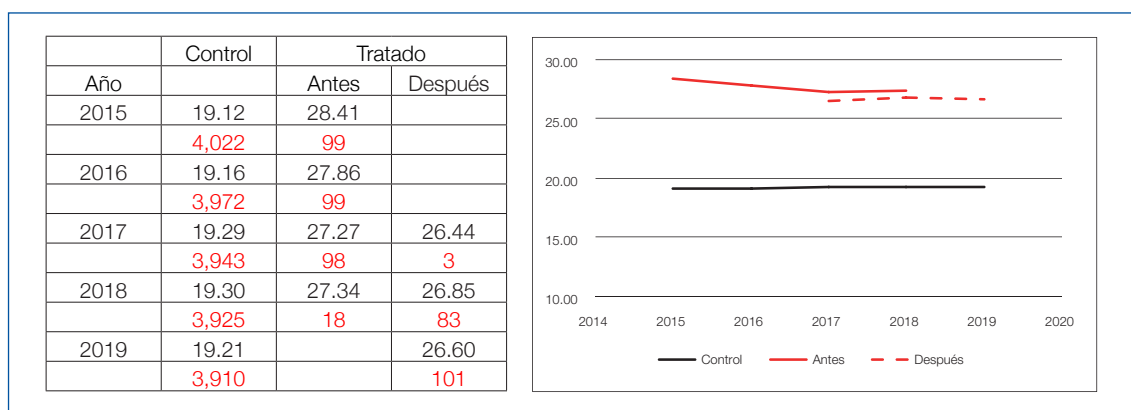 Control Tratado
Año Antes Después
2015 19.12 28.41
4,022 99
2016 19.16 27.86
3,972 99
2017 19.29 27.27 26.44
3,943 98 3
2018 19.30 27.34 26.85
3,925 18 83
2019 19.21 26.60
3,910 101
30.00
25.00
20.00
15.00
10.00
2014 2015 2016 2017 2018 2019 2020
Control Antes Después